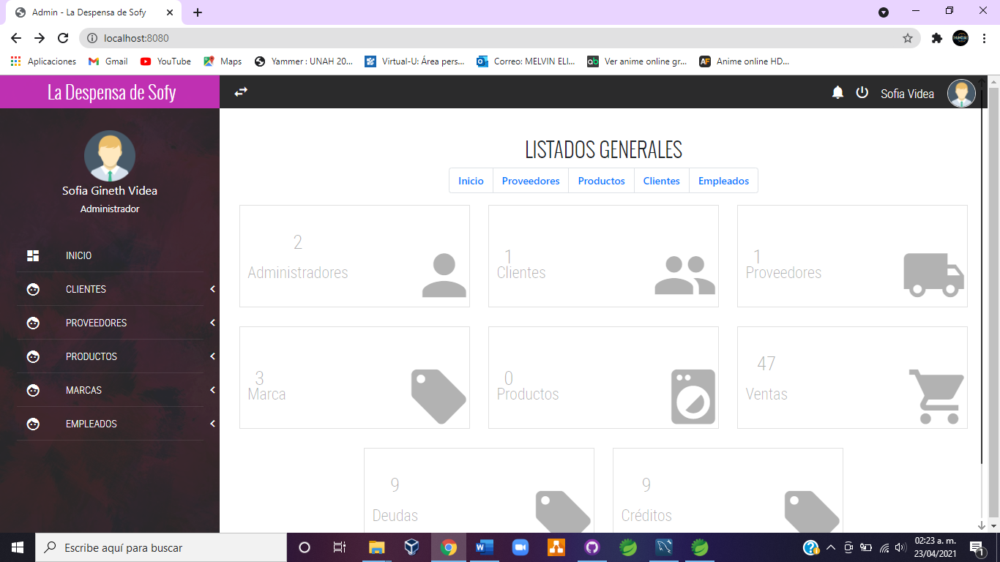 Admin - La Despensa de Sofy
localhost:8080
Aplicaciones
Gmail
YouTube
Maps
Yammer : UNAH 20...
Virtual-U: Área pers...
Correo: MELVIN ELI...
Ver anime online gr...
Anime online HD...
La Despensa de Sofy
Sofia Videa
Sofia Gineth Videa
Administrador
INICIO
CLIENTES
PROVEEDORES
PRODUCTOS
MARCAS
EMPLEADOS
LISTADOS GENERALES
Inicio Proveedores Productos Clientes Empleados
2
Administradores
1
Clientes
1
Proveedores
3
Marca
0
Productos
47
Ventas
9
Deudas
9
Créditos
Escribe aquí para buscar
02:23 a. m.
23/04/2021
1